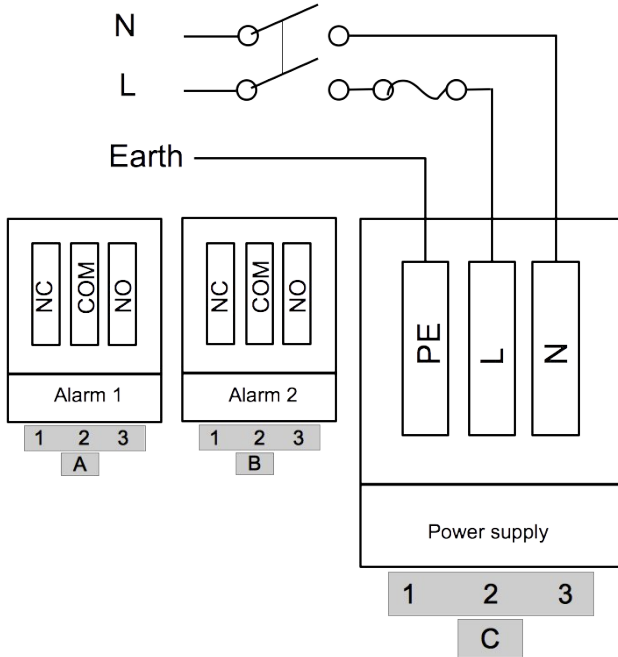 N
L
Earth
NC COM NO
NC COM NO
PE L N
Alarm 1
Alarm 2
1 2 3
1 2 3
A
B
Power supply
1 2 3
C